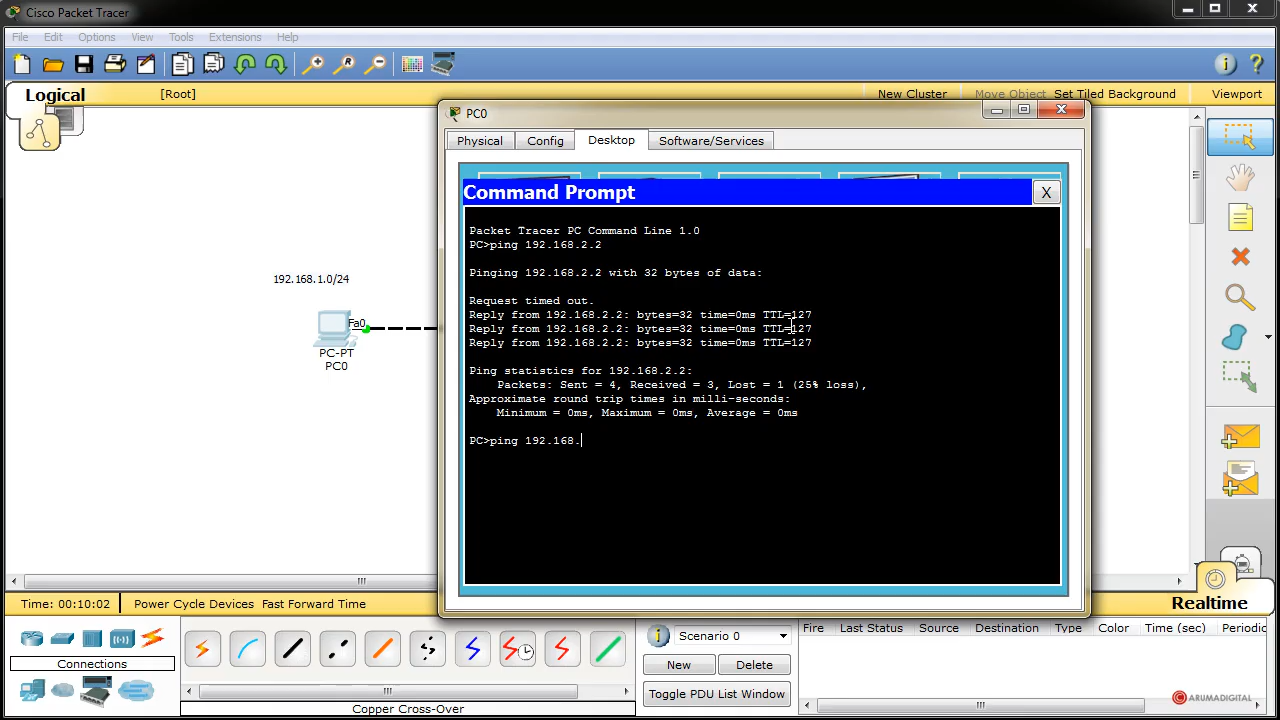 Cisco Packet Tracer
File Edit Options View Tools Extensions Help
Logical [Root] New Cluster Move Object Set Tiled Background Viewport
PC0
Physical Config Desktop Software/Services
Command Prompt X
Packet Tracer PC Command Line 1.0
PC>ping 192.168.2.2
Pinging 192.168.2.2 with 32 bytes of data:
Request timed out.
Reply from 192.168.2.2: bytes=32 time=0ms TTL=127
Reply from 192.168.2.2: bytes=32 time=0ms TTL=127
Reply from 192.168.2.2: bytes=32 time=0ms TTL=127
Ping statistics for 192.168.2.2:
Packets: Sent = 4, Received = 3, Lost = 1 (25% loss),
Approximate round trip times in milli-seconds:
Minimum = 0ms, Maximum = 0ms, Average = 0ms
PC>ping 192.168.
192.168.1.0/24
Fa0
PC-PT
PC0
Time: 00:10:02 Power Cycle Devices Fast Forward Time Realtime
Connections
Copper Cross-Over
Scenario 0
New Delete
Toggle PDU List Window
Fire Last Status Source Destination Type Color Time (sec) Periodic
CARUMADIGITAL